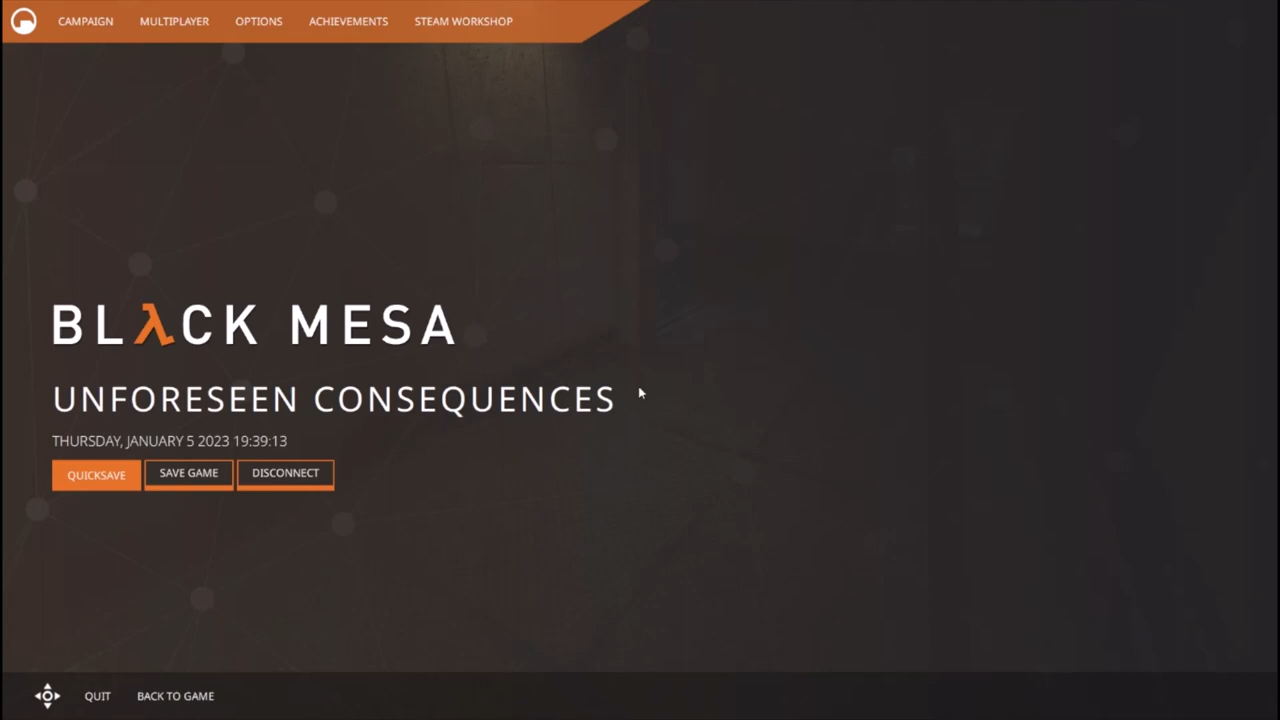 CAMPAIGN MULTIPLAYER OPTIONS ACHIEVEMENTS STEAM WORKSHOP
BLλCK MESA
UNFORESEEN CONSEQUENCES
THURSDAY, JANUARY 5 2023 19:39:13
QUICKSAVE SAVE GAME DISCONNECT
QUIT BACK TO GAME